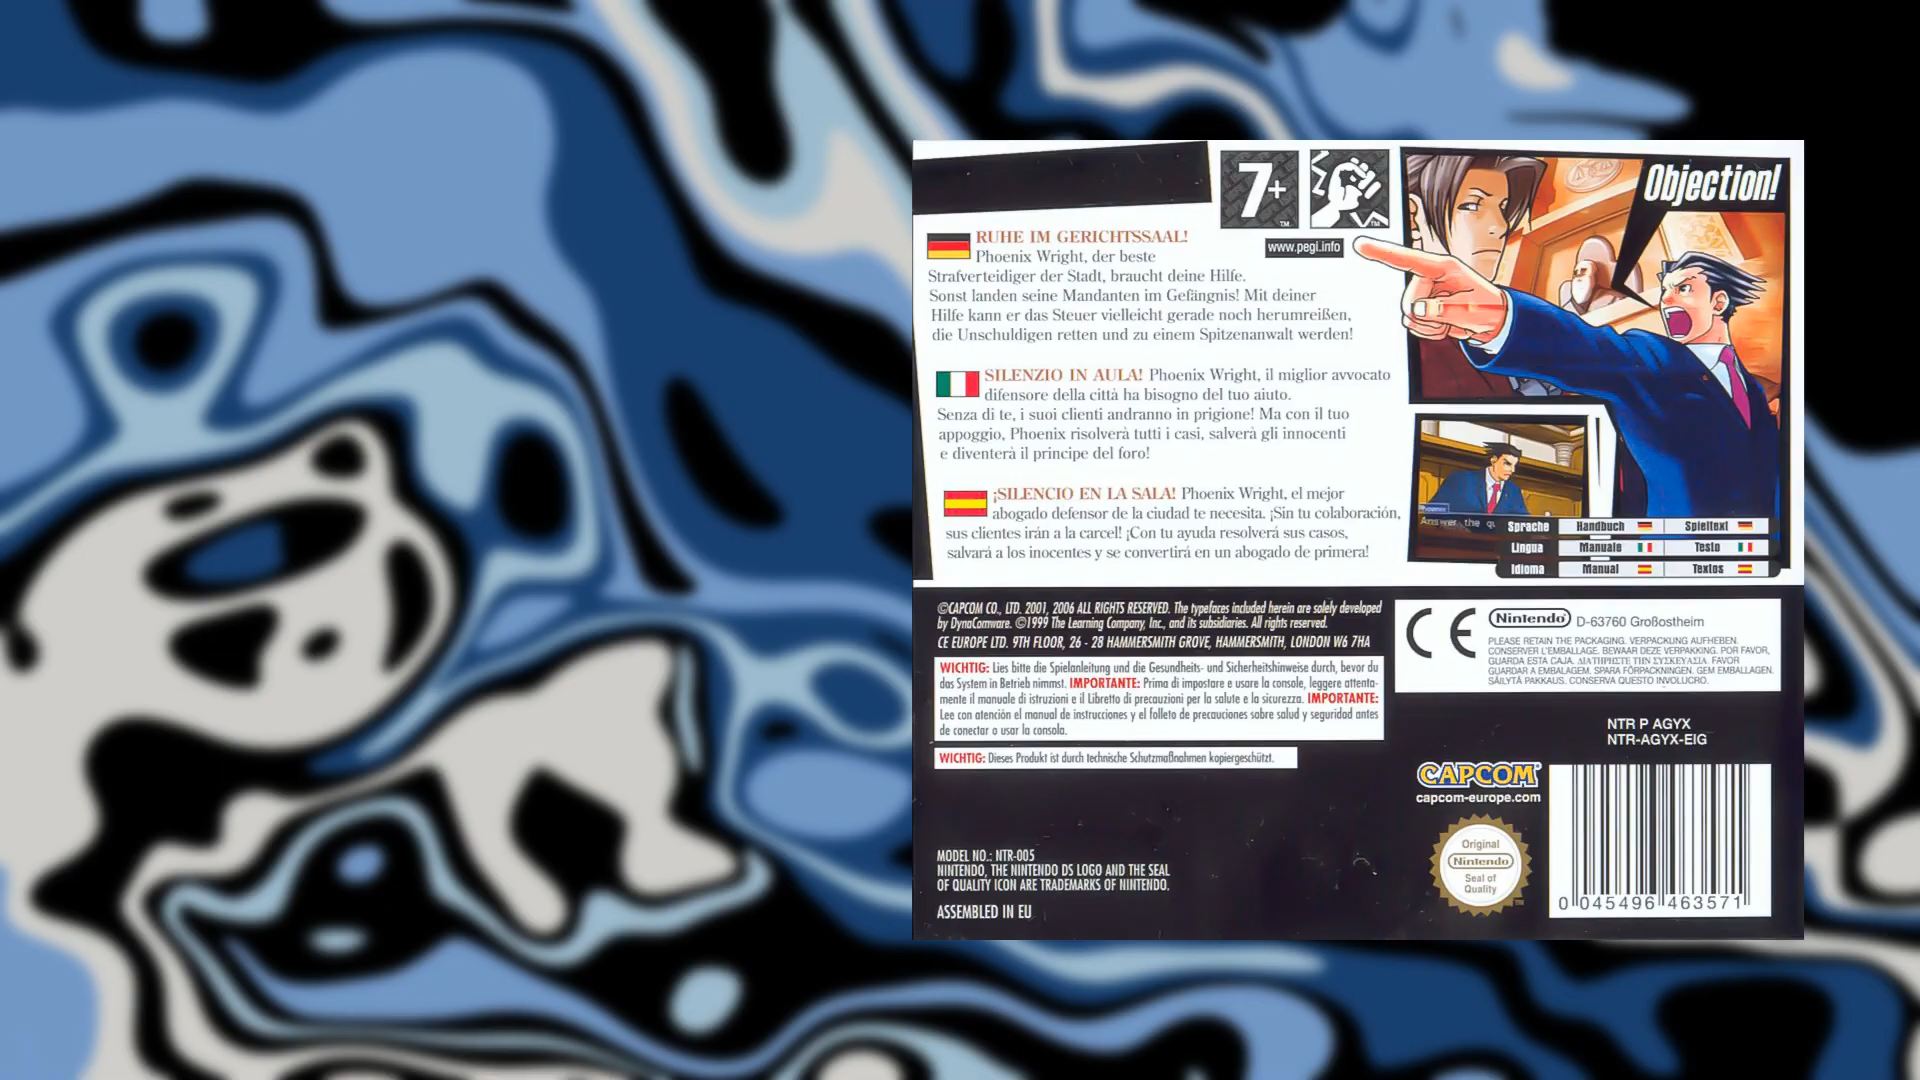 7+
TM
TM
www.pegi.info
Objection!
RUHE IM GERICHTSSAAL!
Phoenix Wright, der beste
Strafverteidiger der Stadt, braucht deine Hilfe.
Sonst landen seine Mandanten im Gefängnis! Mit deiner
Hilfe kann er das Steuer vielleicht gerade noch herumreißen,
die Unschuldigen retten und zu einem Spitzenanwalt werden!
SILENZIO IN AULA! Phoenix Wright, il miglior avvocato
difensore della città ha bisogno del tuo aiuto.
Senza di te, i suoi clienti andranno in prigione! Ma con il tuo
appoggio, Phoenix risolverà tutti i casi, salverà gli innocenti
e diventerà il principe del foro!
¡SILENCIO EN LA SALA! Phoenix Wright, el mejor
abogado defensor de la ciudad te necesita. ¡Sin tu colaboración,
sus clientes irán a la carcel! ¡Con tu ayuda resolverá sus casos,
salvará a los inocentes y se convertirá en un abogado de primera!
Phoenix
Answer the
Sprache Handbuch Spieltext
Lingua Manuale Testo
Idioma Manual Textos
©CAPCOM CO., LTD. 2001, 2006 ALL RIGHTS RESERVED. The typefaces included herein are solely developed
by DynaComware. ©1999 The Learning Company, Inc., and its subsidiaries. All rights reserved.
CE EUROPE LTD. 9TH FLOOR, 26 - 28 HAMMERSMITH GROVE, HAMMERSMITH, LONDON W6 7HA
WICHTIG: Lies bitte die Spielanleitung und die Gesundheits- und Sicherheitshinweise durch, bevor du
das System in Betrieb nimmst. IMPORTANTE: Prima di impostare e usare la console, leggere attenta-
mente il manuale di istruzioni e il Libretto di precauzioni per la salute e la sicurezza. IMPORTANTE:
Lee con atención el manual de instrucciones y el folleto de precauciones sobre salud y seguridad antes
de conectar o usar la consola.
WICHTIG: Dieses Produkt ist durch technische Schutzmaßnahmen kopiergeschützt.
MODEL NO.: NTR-005
NINTENDO, THE NINTENDO DS LOGO AND THE SEAL
OF QUALITY ICON ARE TRADEMARKS OF NINTENDO.
ASSEMBLED IN EU
CE
Nintendo D-63760 Großostheim
PLEASE RETAIN THE PACKAGING. VERPACKUNG AUFHEBEN.
CONSERVER L'EMBALLAGE. BEWAAR DEZE VERPAKKING. POR FAVOR,
GUARDA ESTA CAJA. ΔΙΑΤΗΡΗΣΤΕ ΤΗΝ ΣΥΣΚΕΥΑΣΙΑ. FAVOR
GUARDAR A EMBALAGEM. SPARA FÖRPACKNINGEN. GEM EMBALLAGEN.
SÄILYTÄ PAKKAUS. CONSERVA QUESTO INVOLUCRO.
NTR P AGYX
NTR-AGYX-EIG
CAPCOM
capcom-europe.com
Original
Nintendo
Seal of
Quality
TM
0 045496 463571